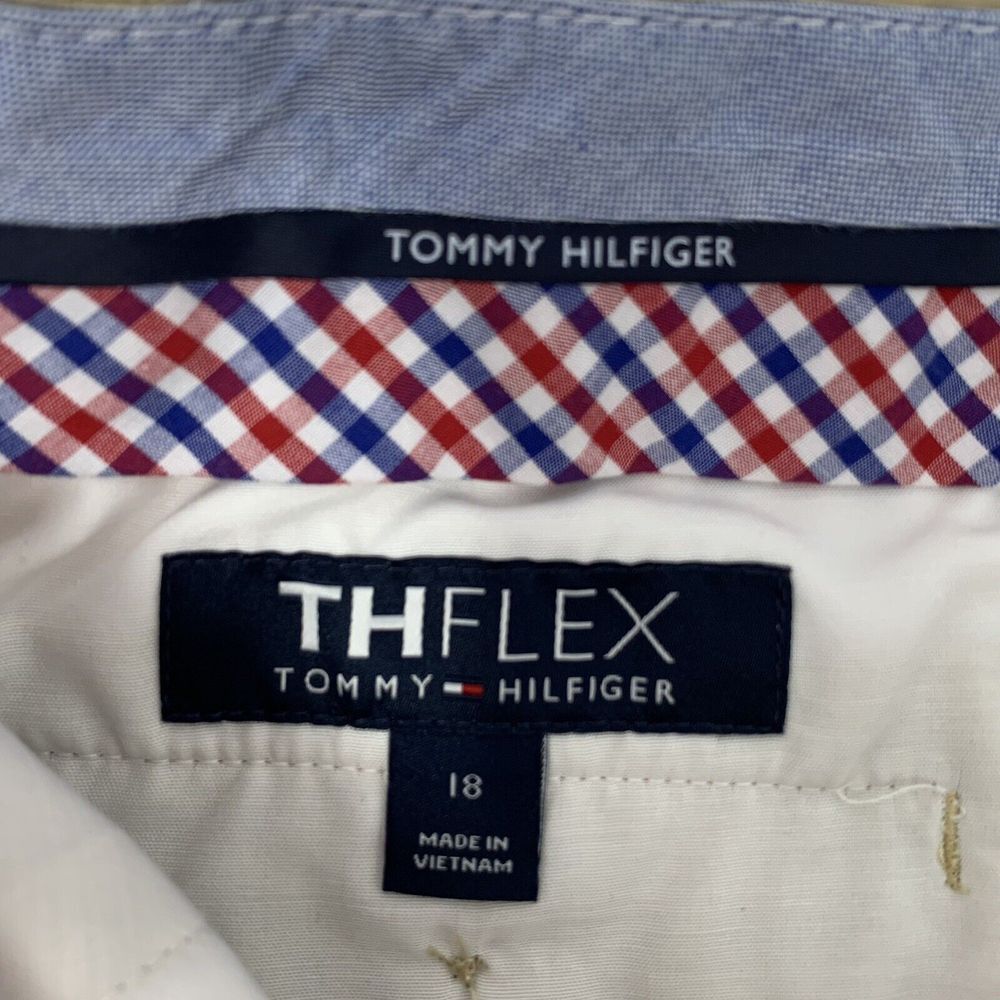 TOMMY HILFIGER
THFLEX
TOMMY HILFIGER
18
MADE IN
VIETNAM